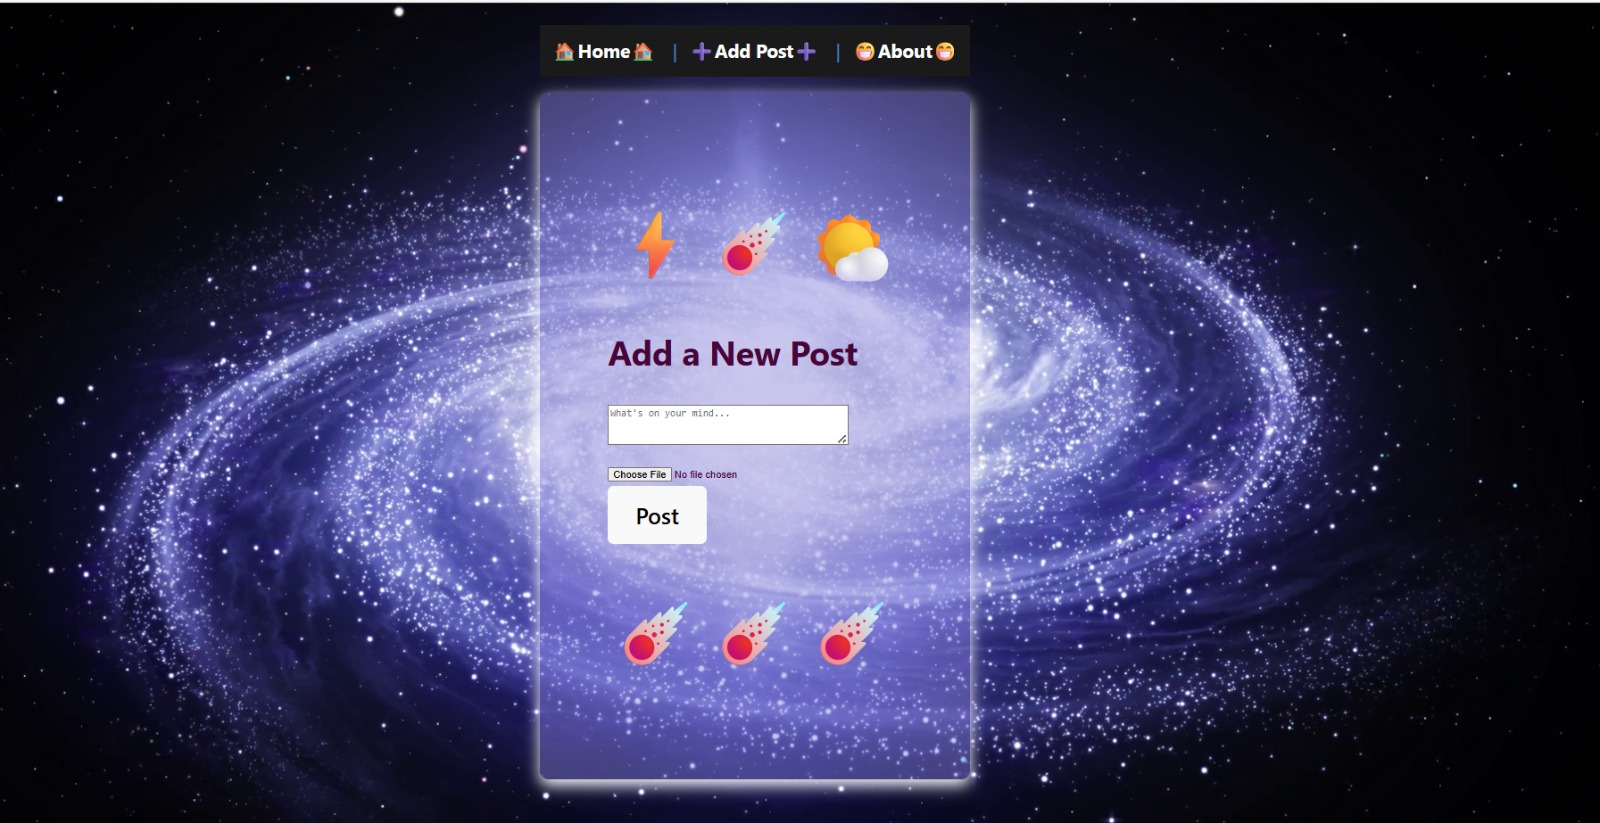 🏠Home🏠 | ➕Add Post➕ | 😁About😁
Add a New Post
What's on your mind...
Choose File No file chosen
Post